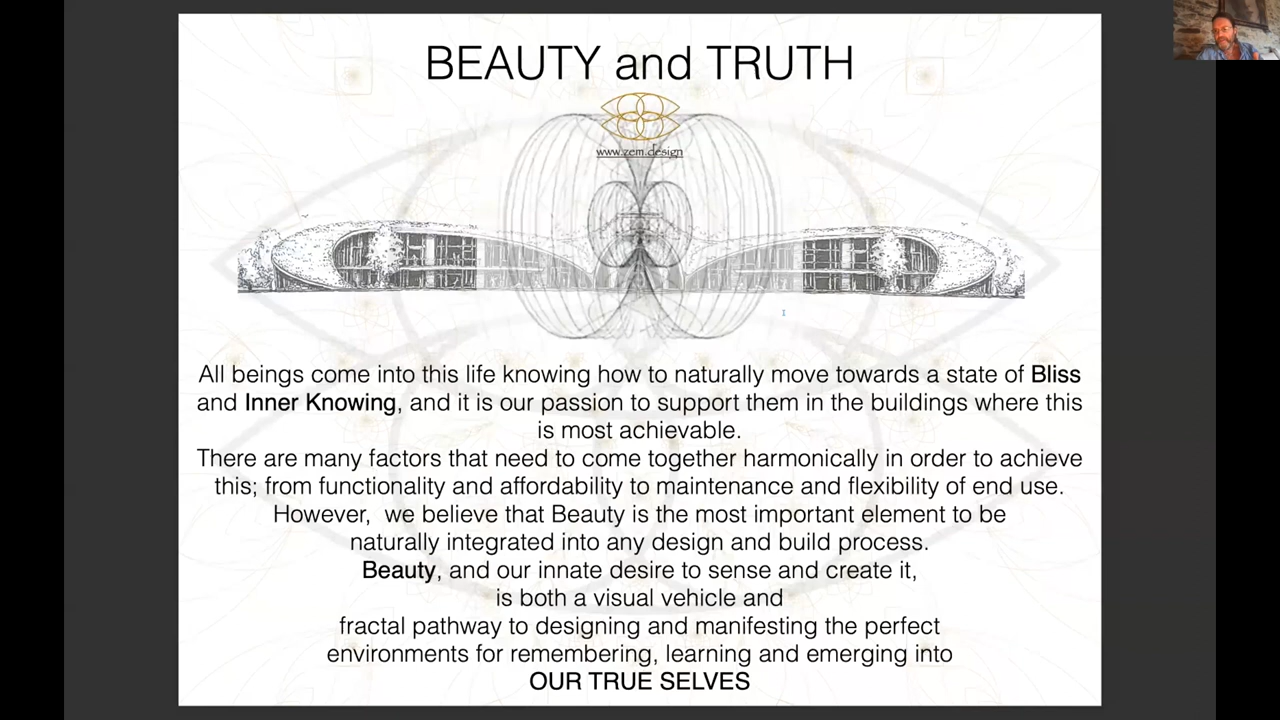 BEAUTY and TRUTH
www.zem.design
All beings come into this life knowing how to naturally move towards a state of Bliss
and Inner Knowing, and it is our passion to support them in the buildings where this
is most achievable.
There are many factors that need to come together harmonically in order to achieve
this; from functionality and affordability to maintenance and flexibility of end use.
However, we believe that Beauty is the most important element to be
naturally integrated into any design and build process.
Beauty, and our innate desire to sense and create it,
is both a visual vehicle and
fractal pathway to designing and manifesting the perfect
environments for remembering, learning and emerging into
OUR TRUE SELVES